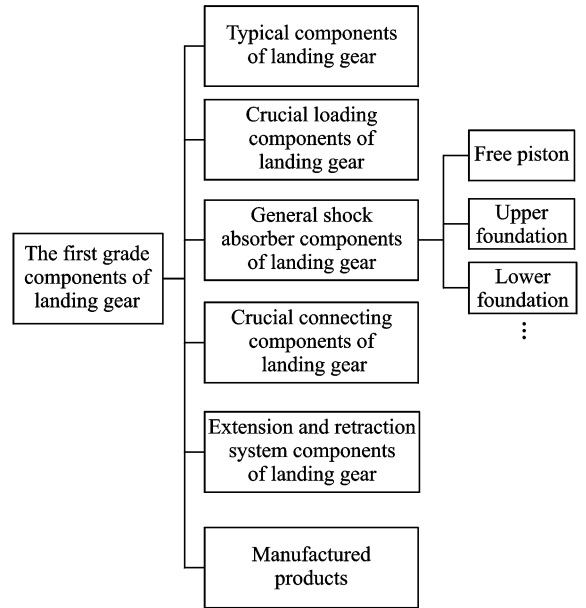 The first grade
components of
landing gear
Typical components
of landing gear
Crucial loading
components of
landing gear
General shock
absorber components
of landing gear
Crucial connecting
components of
landing gear
Extension and retraction
system components
of landing gear
Manufactured
products
Free piston
Upper
foundation
Lower
foundation
⋮